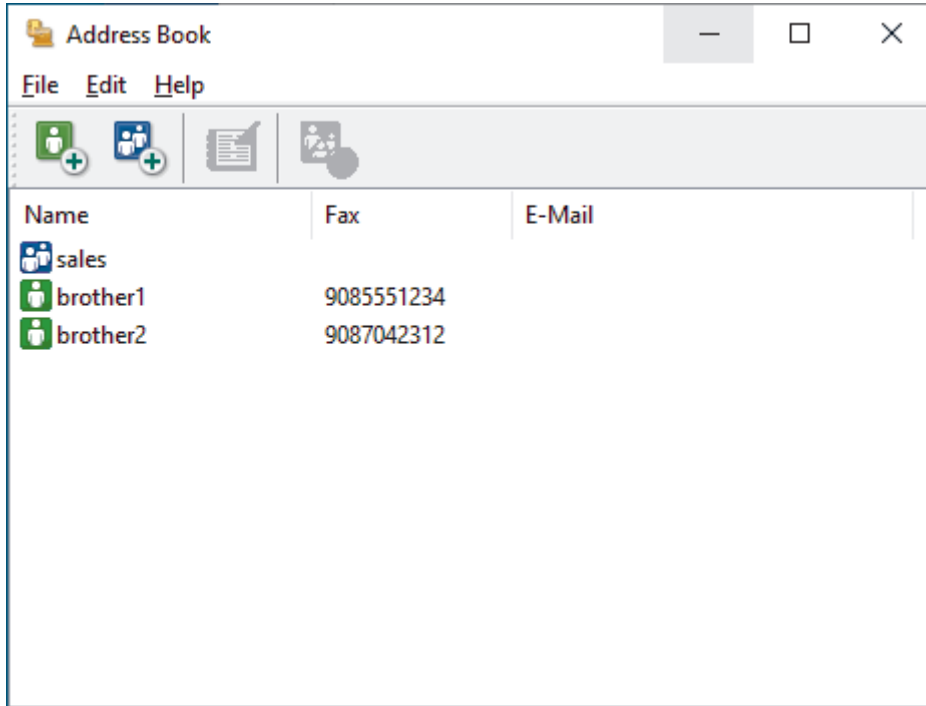 Address Book
File Edit Help
Name Fax E-Mail
sales
brother1 9085551234
brother2 9087042312